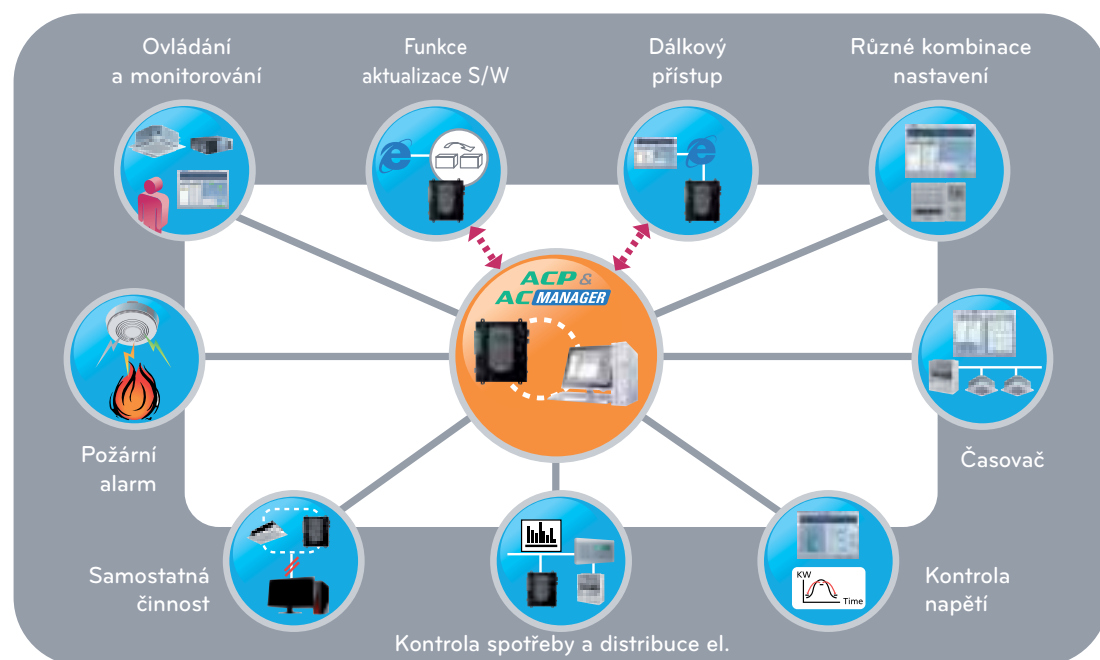 Ovládání
a monitorování
Funkce
aktualizace S/W
Dálkový
přístup
Různé kombinace
nastavení
ACP &
AC MANAGER
Požární
alarm
Časovač
Samostatná
činnost
KW
Time
Kontrola
napětí
Kontrola spotřeby a distribuce el.